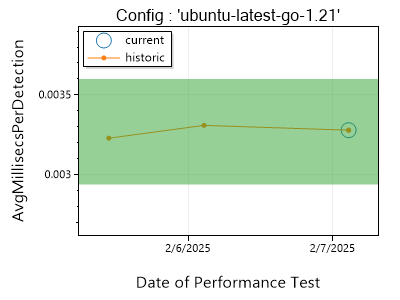 Config : 'ubuntu-latest-go-1.21'
current
historic
AvgMillisecsPerDetection
0.0035
0.003
2/6/2025
2/7/2025
Date of Performance Test